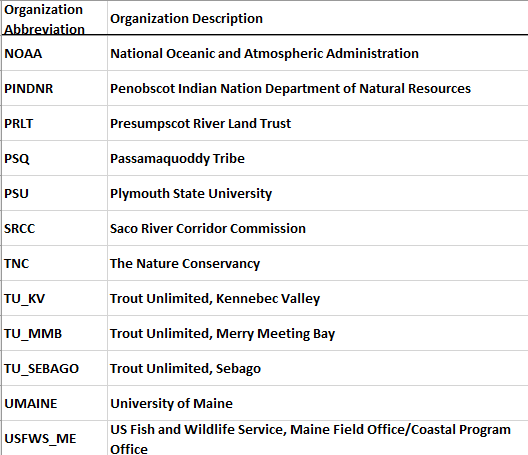 Organization Abbreviation Organization Description
NOAA National Oceanic and Atmospheric Administration
PINDNR Penobscot Indian Nation Department of Natural Resources
PRLT Presumpscot River Land Trust
PSQ Passamaquoddy Tribe
PSU Plymouth State University
SRCC Saco River Corridor Commission
TNC The Nature Conservancy
TU_KV Trout Unlimited, Kennebec Valley
TU_MMB Trout Unlimited, Merry Meeting Bay
TU_SEBAGO Trout Unlimited, Sebago
UMAINE University of Maine
USFWS_ME US Fish and Wildlife Service, Maine Field Office/Coastal Program
Office